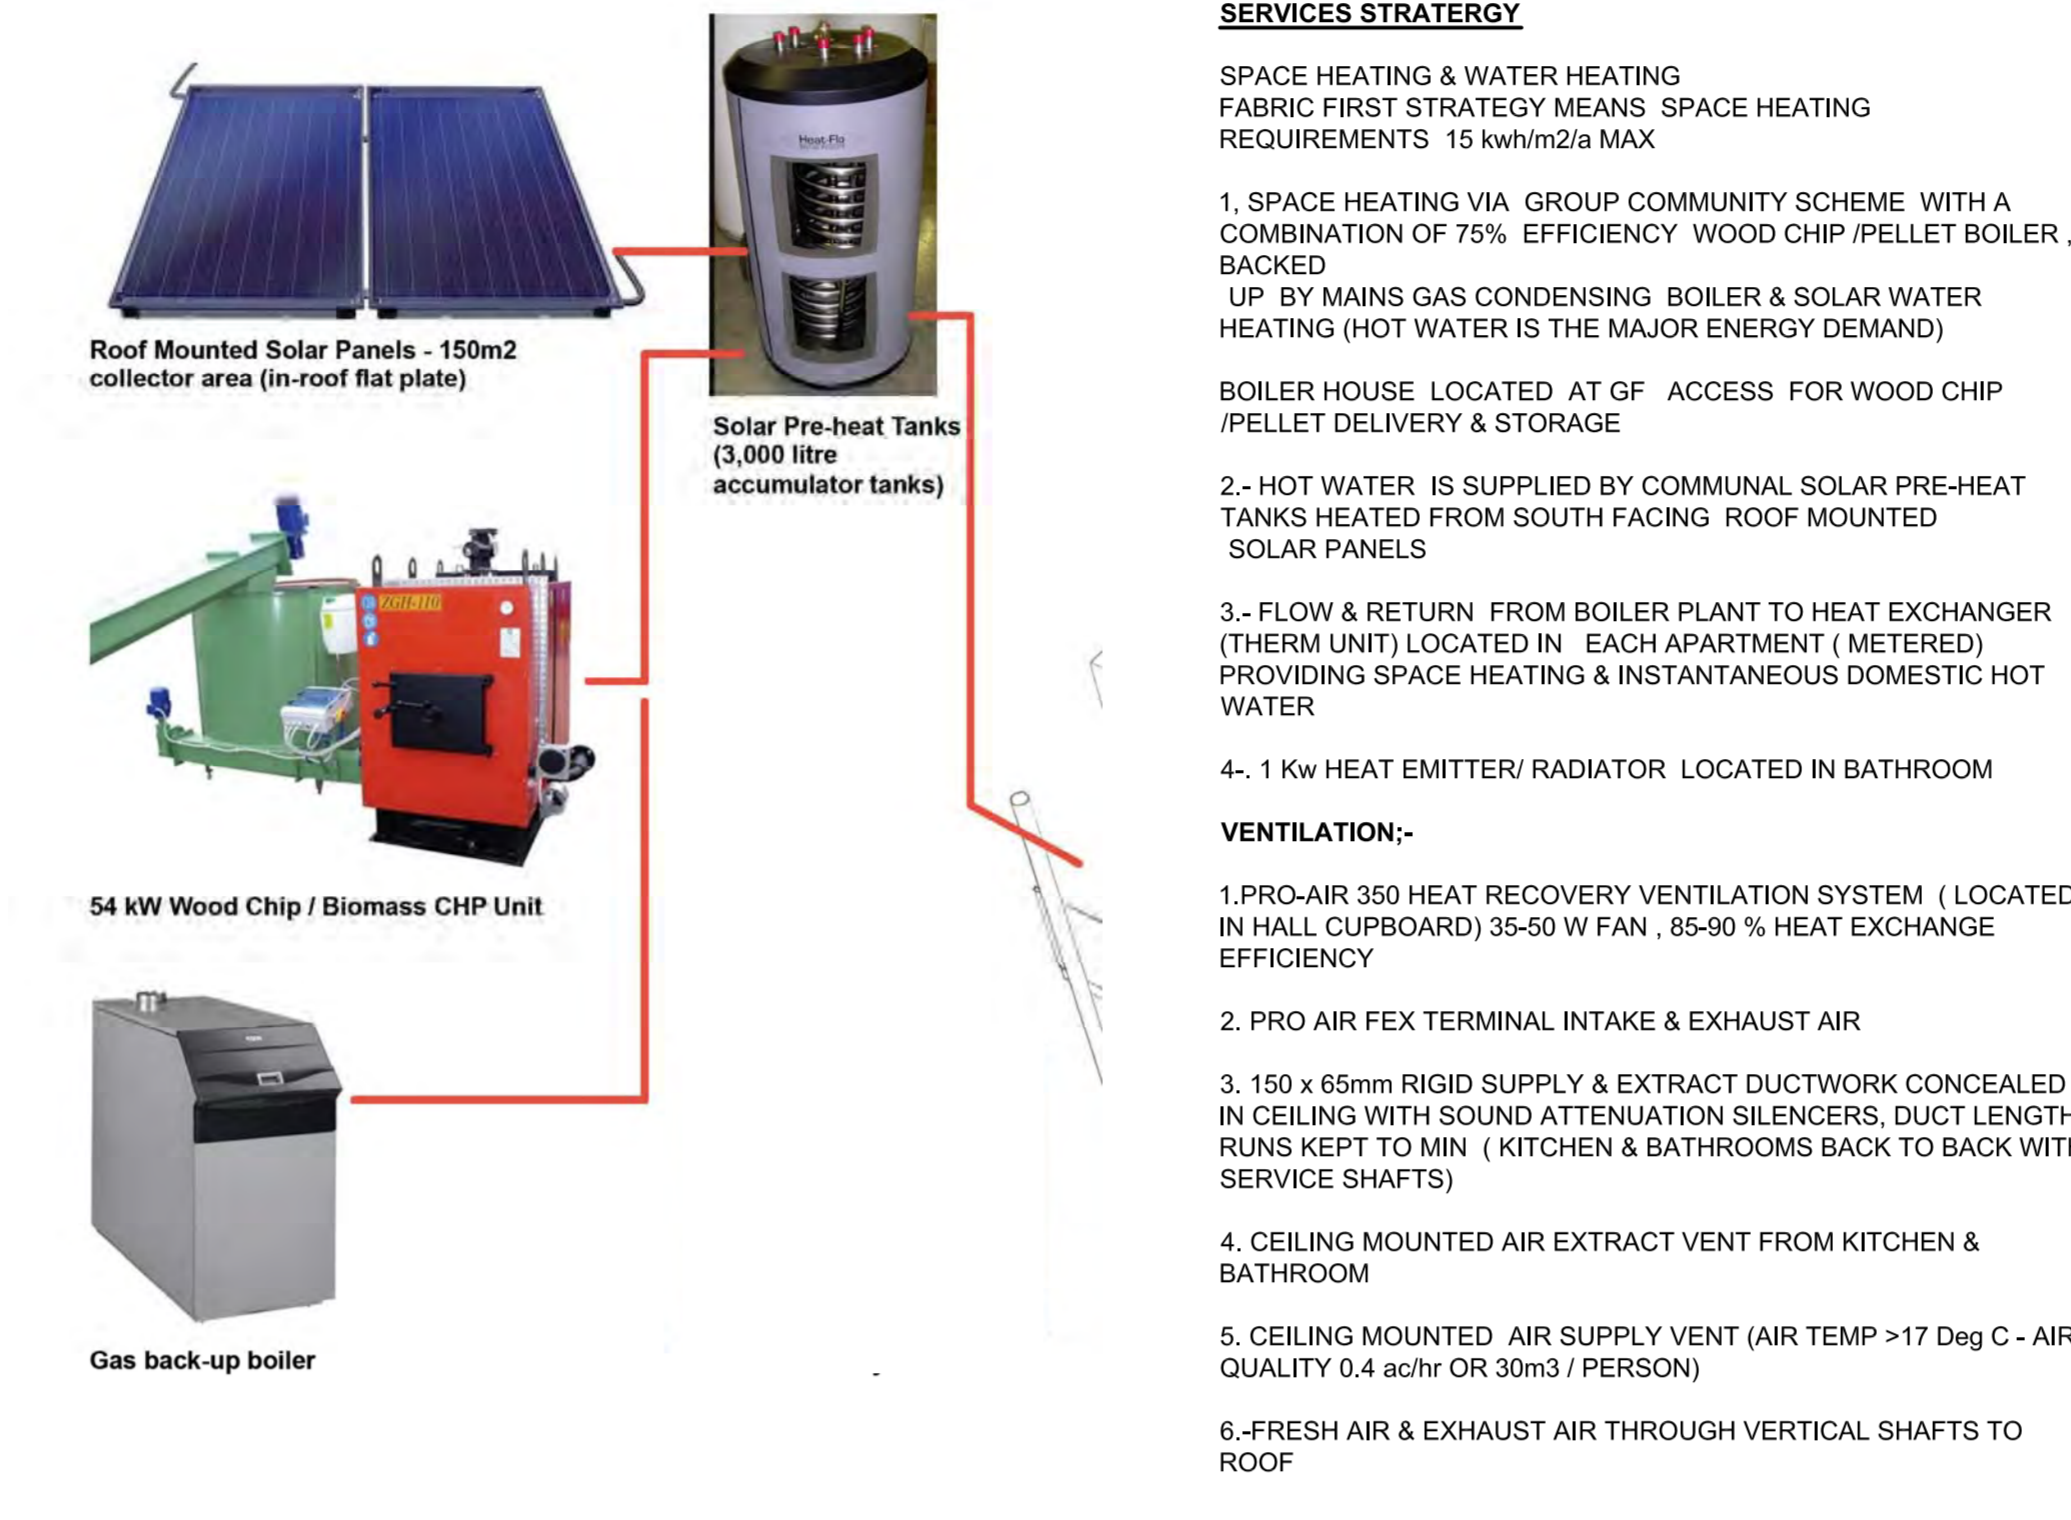 Roof Mounted Solar Panels - 150m2
collector area (in-roof flat plate)
Heat-Flo
Solar Pre-heat Tanks
(3,000 litre
accumulator tanks)
ZGH-110
54 kW Wood Chip / Biomass CHP Unit
Gas back-up boiler
SERVICES STRATERGY
SPACE HEATING & WATER HEATING
FABRIC FIRST STRATEGY MEANS SPACE HEATING
REQUIREMENTS 15 kwh/m2/a MAX
1, SPACE HEATING VIA GROUP COMMUNITY SCHEME WITH A
COMBINATION OF 75% EFFICIENCY WOOD CHIP /PELLET BOILER ,
BACKED
UP BY MAINS GAS CONDENSING BOILER & SOLAR WATER
HEATING (HOT WATER IS THE MAJOR ENERGY DEMAND)
BOILER HOUSE LOCATED AT GF ACCESS FOR WOOD CHIP
/PELLET DELIVERY & STORAGE
2.- HOT WATER IS SUPPLIED BY COMMUNAL SOLAR PRE-HEAT
TANKS HEATED FROM SOUTH FACING ROOF MOUNTED
SOLAR PANELS
3.- FLOW & RETURN FROM BOILER PLANT TO HEAT EXCHANGER
(THERM UNIT) LOCATED IN EACH APARTMENT ( METERED)
PROVIDING SPACE HEATING & INSTANTANEOUS DOMESTIC HOT
WATER
4-. 1 Kw HEAT EMITTER/ RADIATOR LOCATED IN BATHROOM
VENTILATION;-
1.PRO-AIR 350 HEAT RECOVERY VENTILATION SYSTEM ( LOCATED
IN HALL CUPBOARD) 35-50 W FAN , 85-90 % HEAT EXCHANGE
EFFICIENCY
2. PRO AIR FEX TERMINAL INTAKE & EXHAUST AIR
3. 150 x 65mm RIGID SUPPLY & EXTRACT DUCTWORK CONCEALED
IN CEILING WITH SOUND ATTENUATION SILENCERS, DUCT LENGTH
RUNS KEPT TO MIN ( KITCHEN & BATHROOMS BACK TO BACK WITH
SERVICE SHAFTS)
4. CEILING MOUNTED AIR EXTRACT VENT FROM KITCHEN &
BATHROOM
5. CEILING MOUNTED AIR SUPPLY VENT (AIR TEMP >17 Deg C - AIR
QUALITY 0.4 ac/hr OR 30m3 / PERSON)
6.-FRESH AIR & EXHAUST AIR THROUGH VERTICAL SHAFTS TO
ROOF